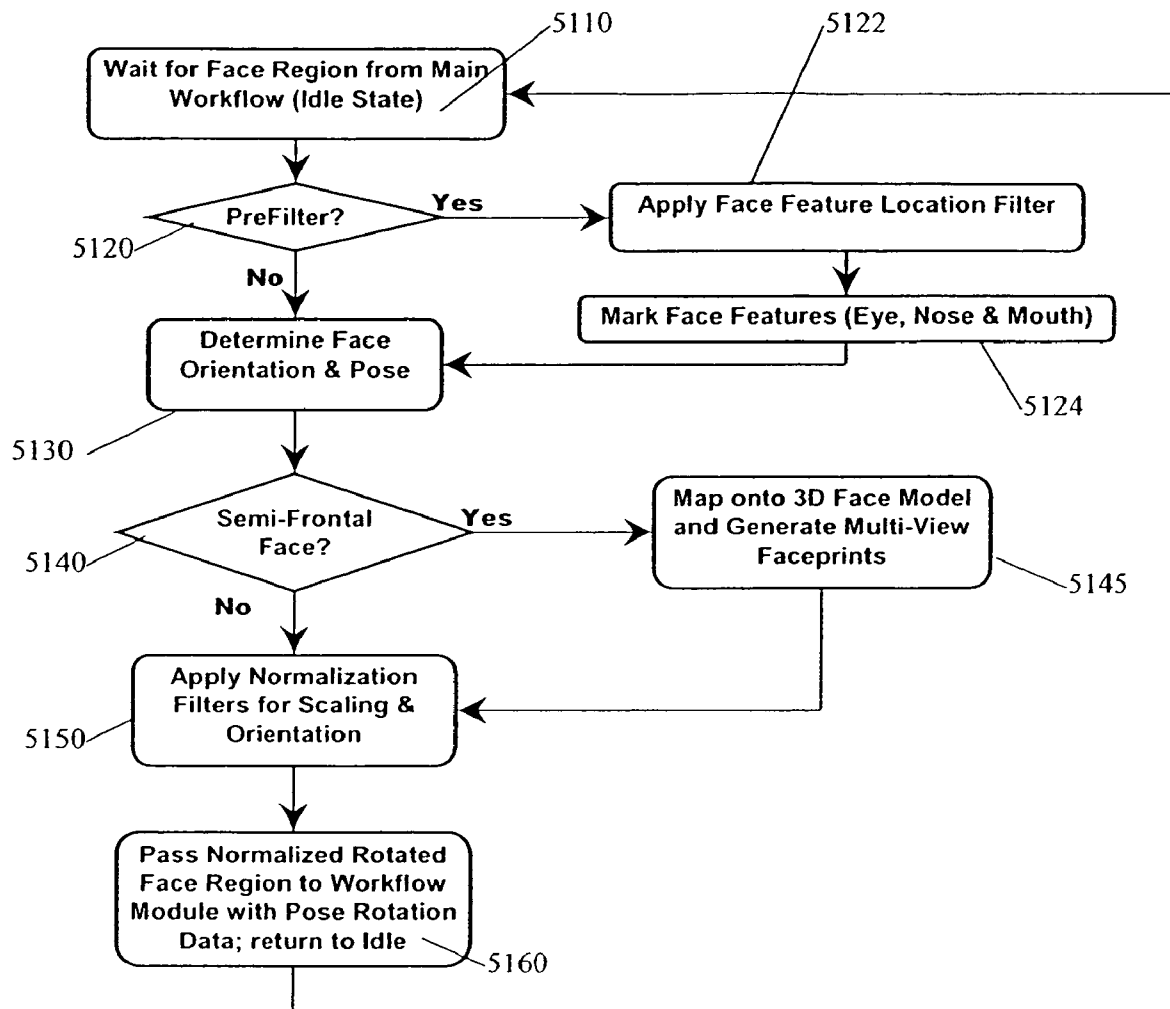 5110
5122
Wait for Face Region from Main
Workflow (Idle State)
PreFilter?
Yes
5120
Apply Face Feature Location Filter
No
Mark Face Features (Eye, Nose & Mouth)
Determine Face
Orientation & Pose
5124
5130
Semi-Frontal
Face?
Yes
5140
Map onto 3D Face Model
and Generate Multi-View
Faceprints
5145
No
Apply Normalization
Filters for Scaling &
Orientation
5150
Pass Normalized Rotated
Face Region to Workflow
Module with Pose Rotation
Data; return to Idle
5160